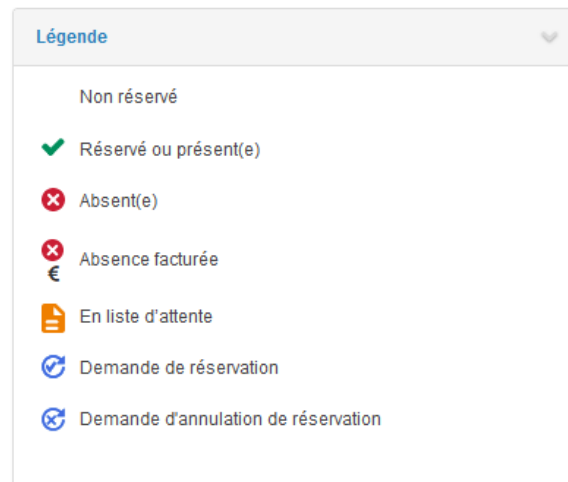 Légende
Non réservé
Réservé ou présent(e)
Absent(e)
€ Absence facturée
En liste d'attente
Demande de réservation
Demande d'annulation de réservation